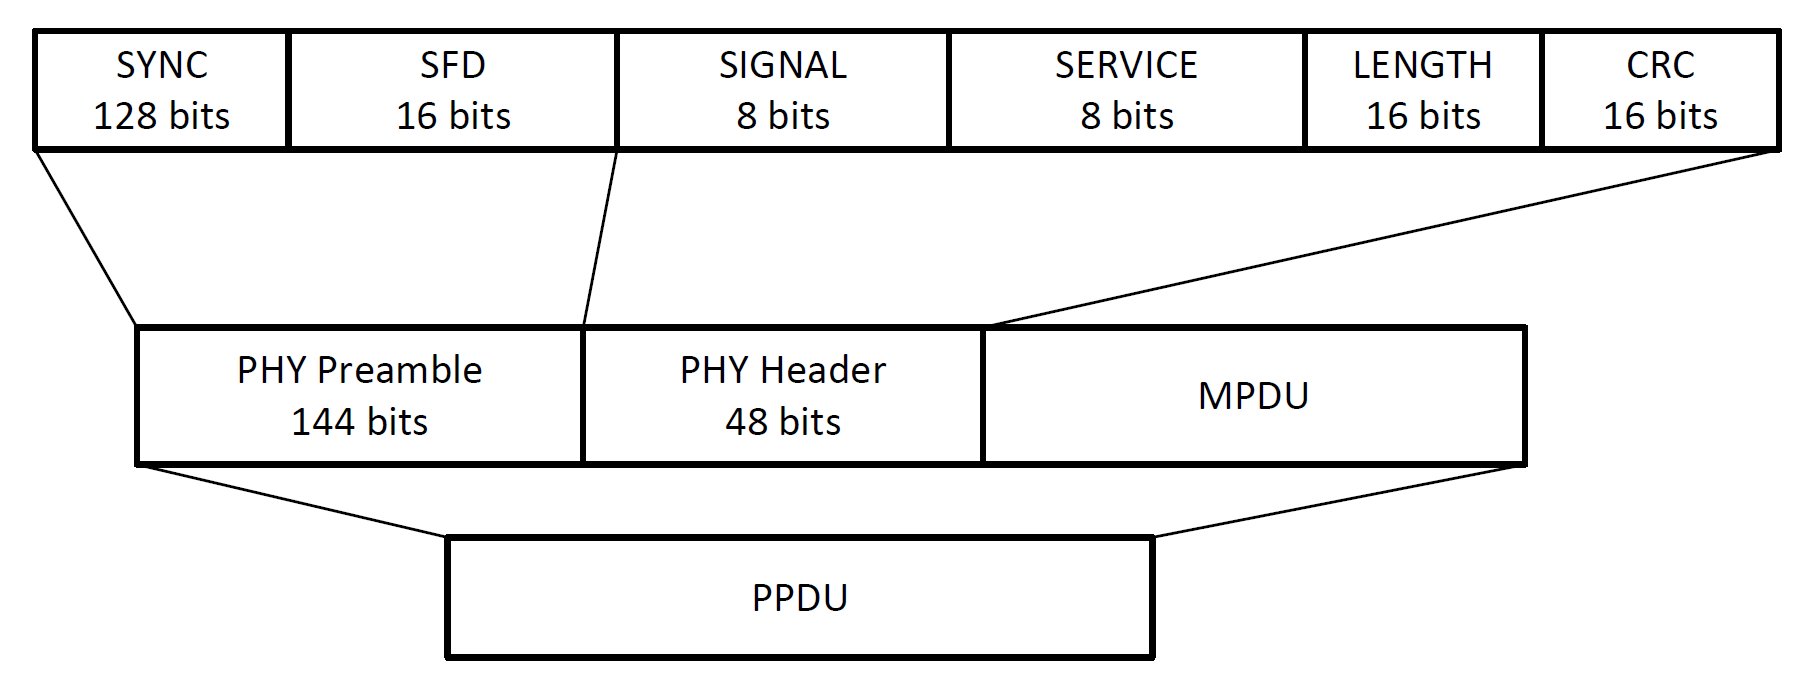 SYNC
128 bits
SFD
16 bits
SIGNAL
8 bits
SERVICE
8 bits
LENGTH
16 bits
CRC
16 bits
PHY Preamble
144 bits
PHY Header
48 bits
MPDU
PPDU